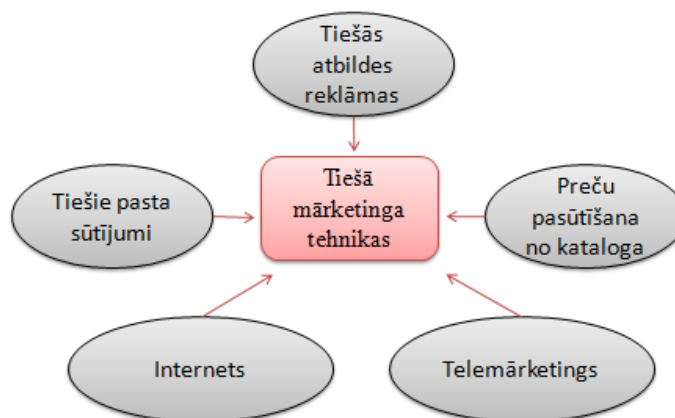 Tiešās
atbildes
reklāmas
Tiešā
mārketinga
tehnikas
Tiešie pasta
sūtījumi
Preču
pasūtīšana
no kataloga
Internets
Telemārketings